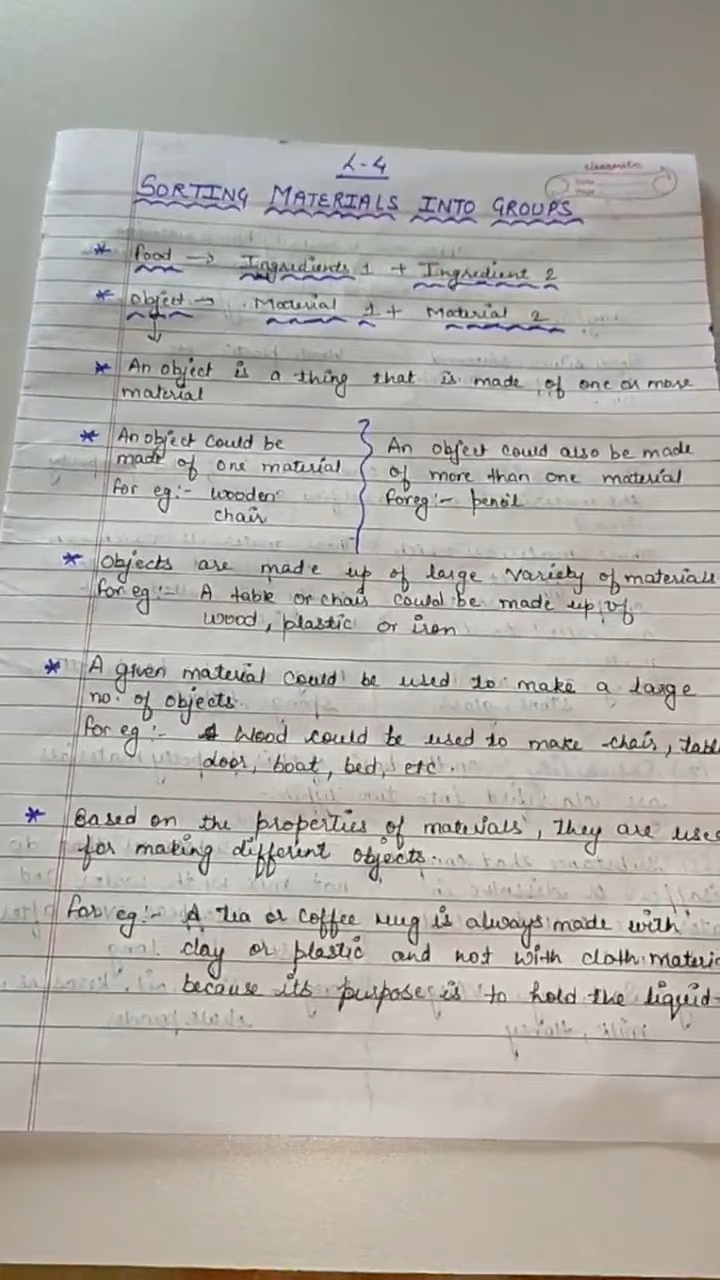 L-4
SORTING MATERIALS INTO GROUPS
classmate
* Food → Ingredients 1 + Ingredient 2
* Object → Material 1 + Material 2
* An object is a thing that is made of one or more
material
* An object could be
made of one material
for eg:- wooden
chair
An object could also be made
of more than one material
for eg:- pencil
* Objects are made up of large variety of materials
for eg:- A table or chair could be made up of
wood, plastic or iron
* A given material could be used to make a large
no. of objects.
for eg:- Wood could be used to make chair, tabl
door, boat, bed, etc.
* Based on the properties of materials, they are use
for making different objects.
for eg:- A tea or coffee mug is always made with
clay or plastic and not with cloth materi
because its purpose is to hold the liquid